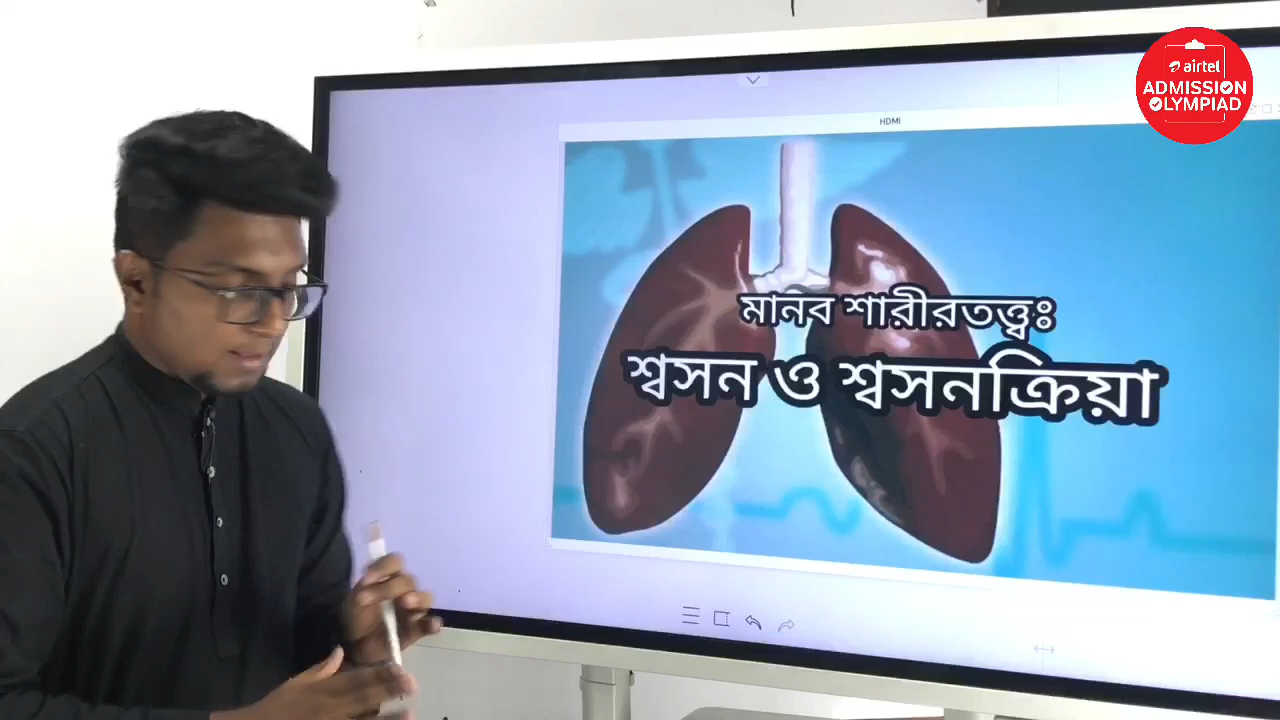 airtel
ADMISSION
OLYMPIAD
HDMI
মানব শারীরতত্ত্বঃ
শ্বসন ও শ্বসনক্রিয়া